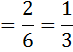 = 2/6 = 1/3